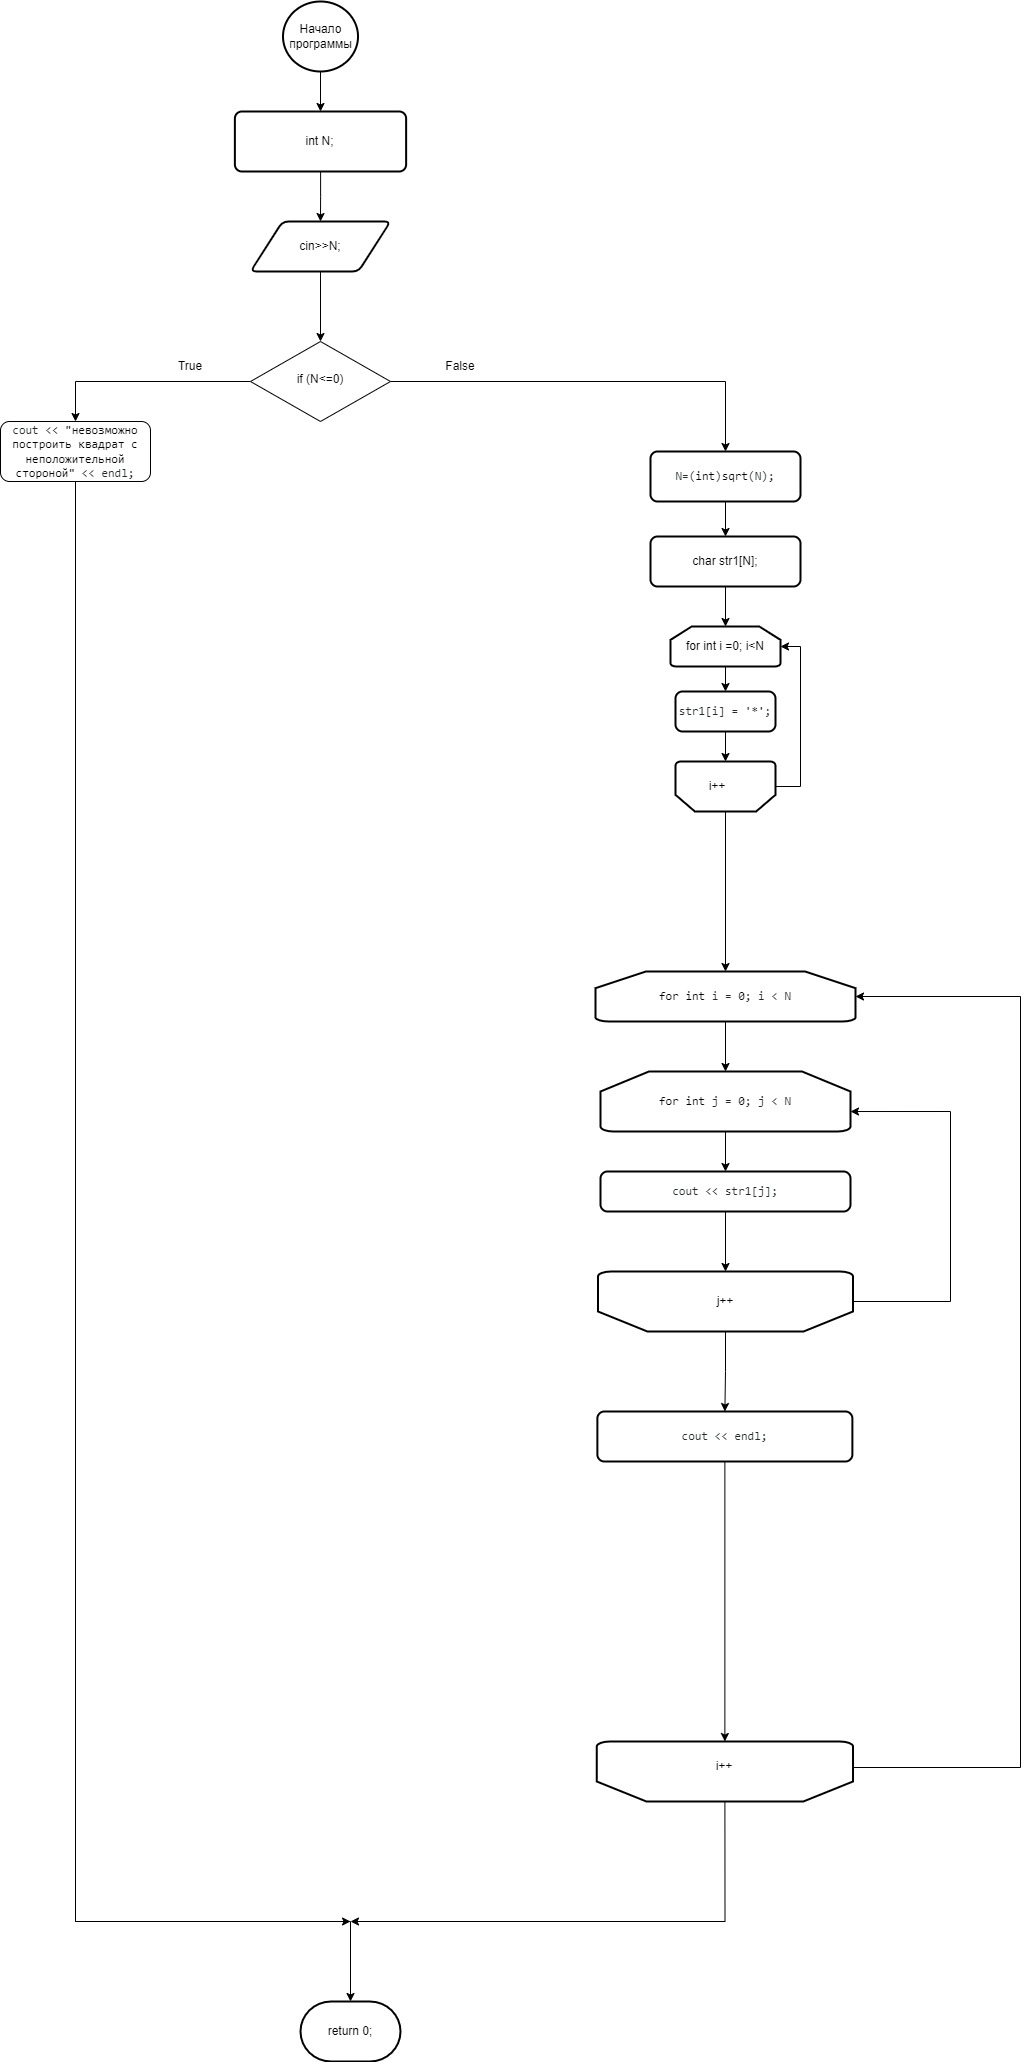 Начало
программы
int N;
cin>>N;
if (N<=0)
True
False
cout << "невозможно
построить квадрат с
неположительной
стороной" << endl;
N=(int)sqrt(N);
char str1[N];
for int i =0; i<N
str1[i] = '*';
i++
for int i = 0; i < N
for int j = 0; j < N
cout << str1[j];
j++
cout << endl;
i++
return 0;